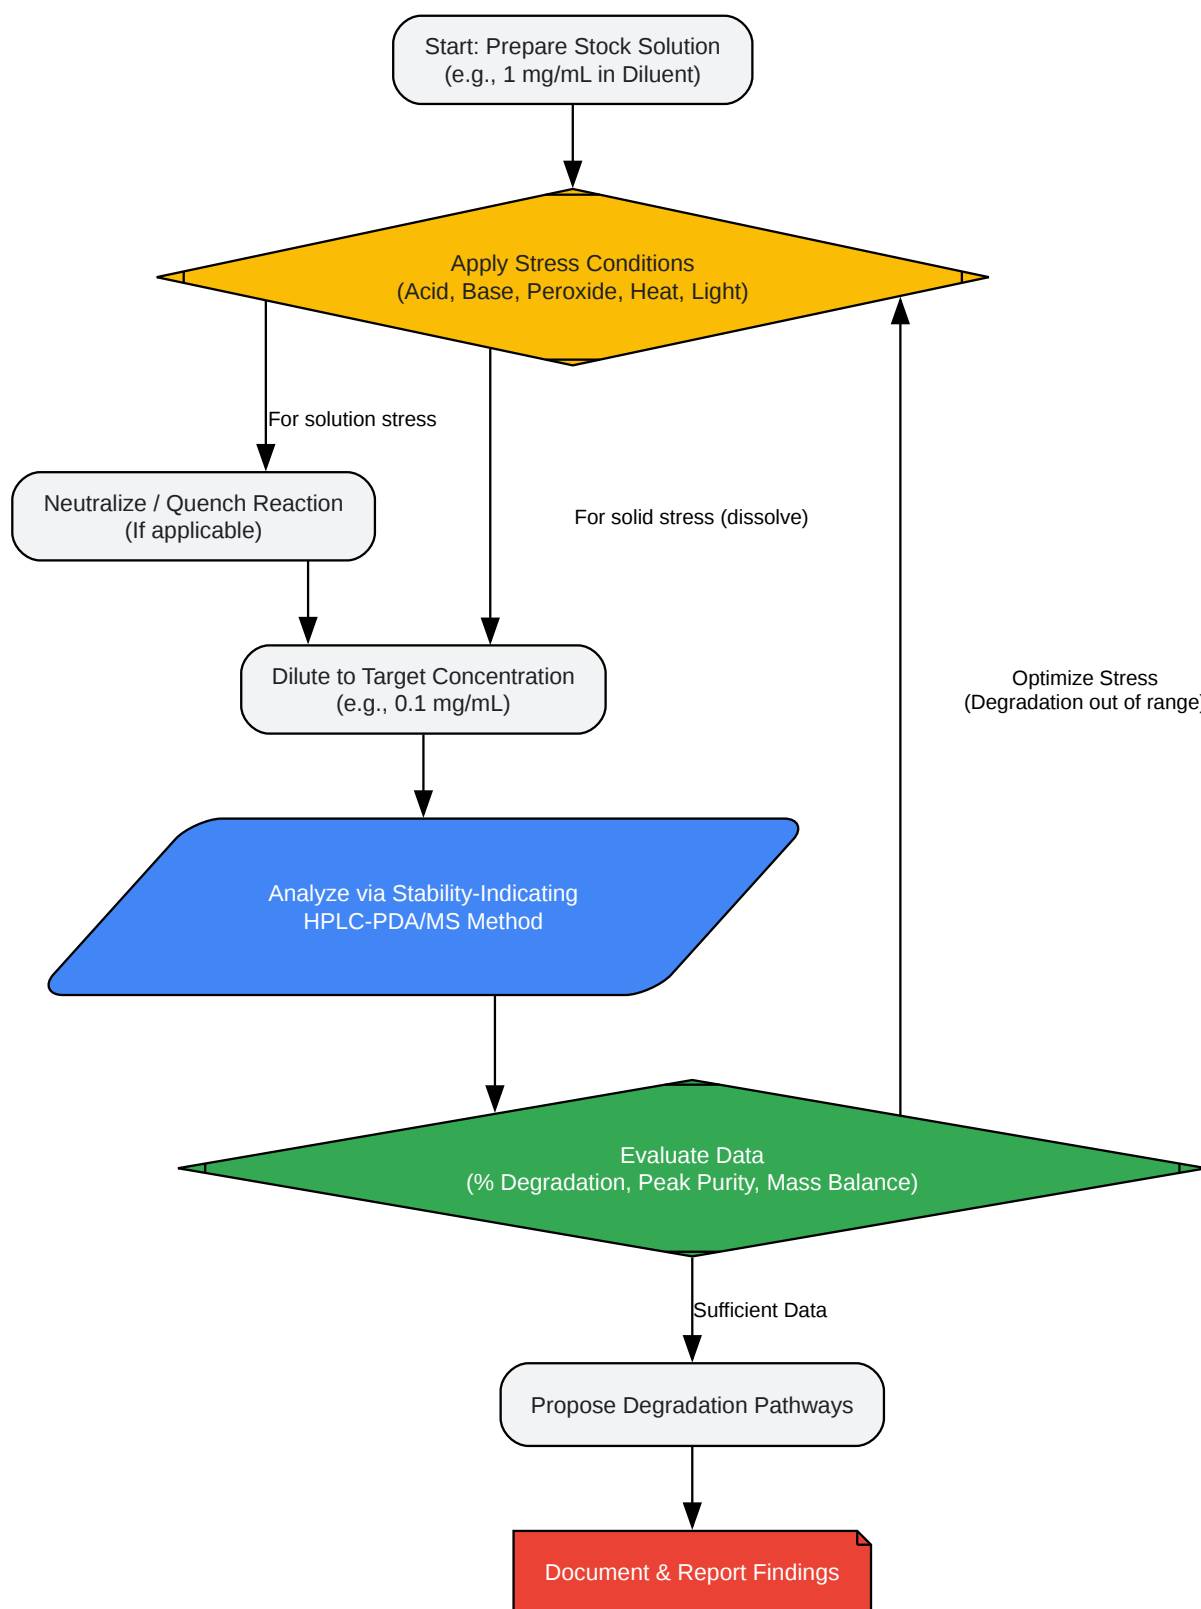 Start: Prepare Stock Solution
(e.g., 1 mg/mL in Diluent)
Apply Stress Conditions
(Acid, Base, Peroxide, Heat, Light)
For solution stress
Neutralize / Quench Reaction
(If applicable)
For solid stress (dissolve)
Dilute to Target Concentration
(e.g., 0.1 mg/mL)
Optimize Stress
(Degradation out of range)
Analyze via Stability-Indicating
HPLC-PDA/MS Method
Evaluate Data
(% Degradation, Peak Purity, Mass Balance)
Sufficient Data
Propose Degradation Pathways
Document & Report Findings